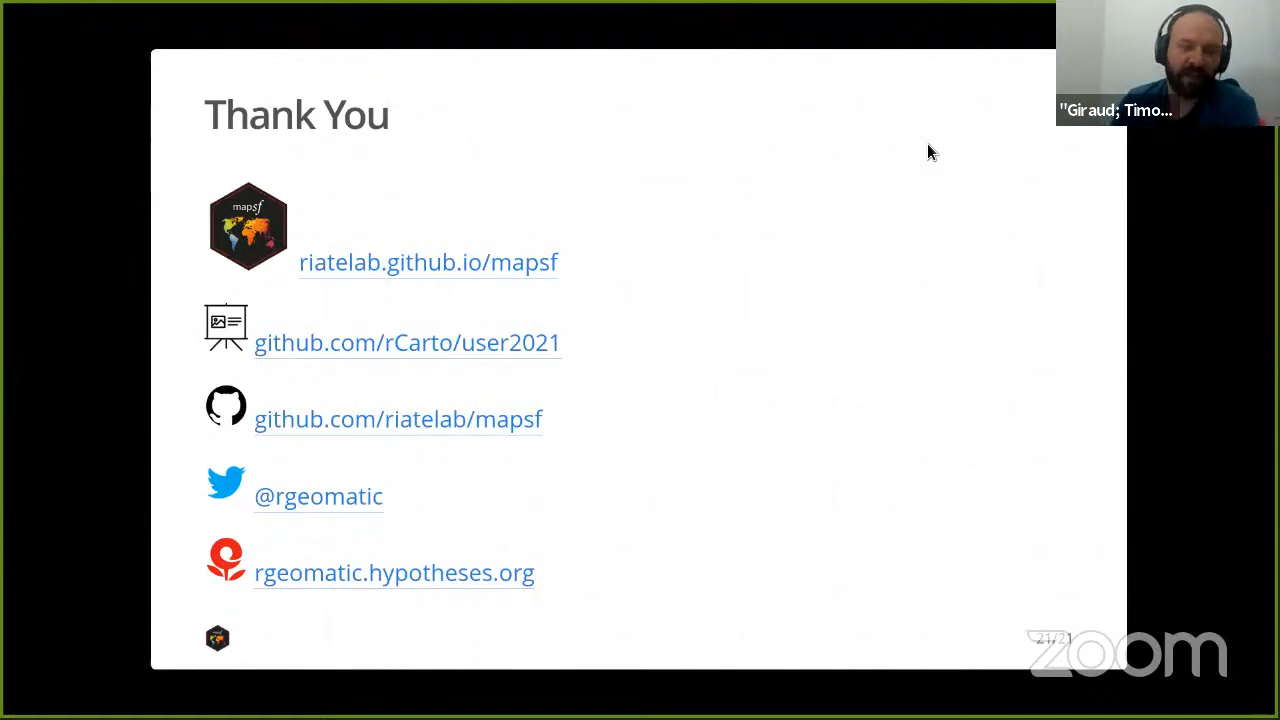 "Giraud; Timo...
Thank You
mapsf
riatelab.github.io/mapsf
github.com/rCarto/user2021
github.com/riatelab/mapsf
@rgeomatic
rgeomatic.hypotheses.org
21/21
zoom